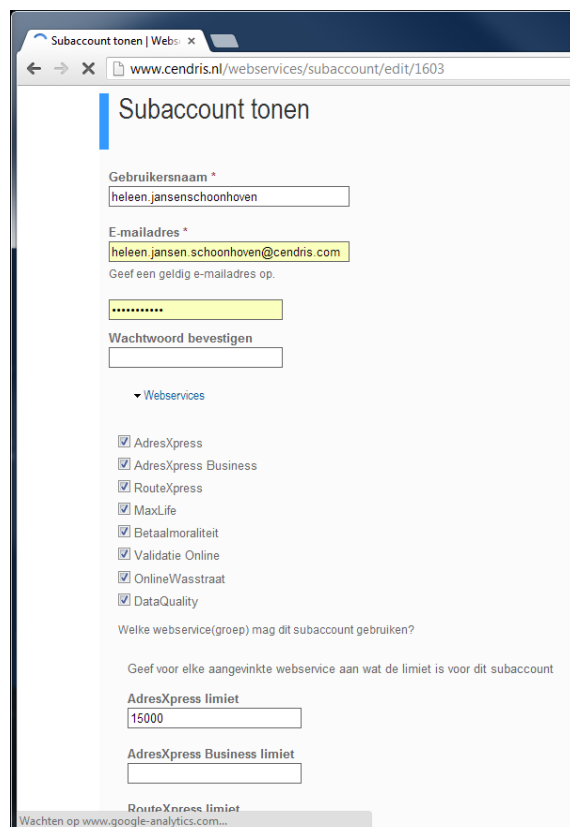 Subaccount tonen | Webs
www.cendris.nl/webservices/subaccount/edit/1603
Subaccount tonen
Gebruikersnaam *
heleen.jansenschoonhoven
E-mailadres *
heleen.jansen.schoonhoven@cendris.com
Geef een geldig e-mailadres op.
•••••••••••
Wachtwoord bevestigen
Webservices
AdresXpress
AdresXpress Business
RouteXpress
MaxLife
Betaalmoraliteit
Validatie Online
OnlineWasstraat
DataQuality
Welke webservice(groep) mag dit subaccount gebruiken?
Geef voor elke aangevinkte webservice aan wat de limiet is voor dit subaccount
AdresXpress limiet
15000
AdresXpress Business limiet
RouteXpress limiet
Wachten op www.google-analytics.com...